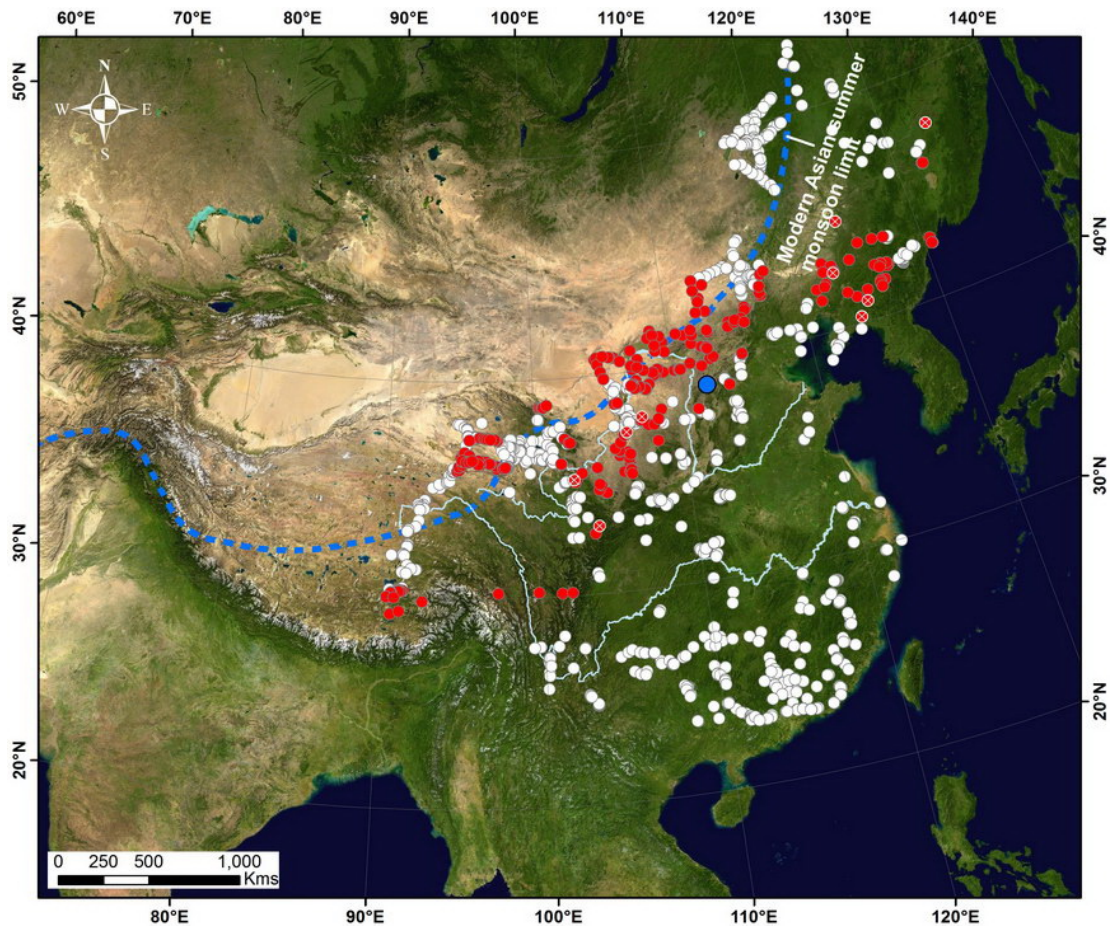 60°E 70°E 80°E 90°E 100°E 110°E 120°E 130°E 140°E
50°N
N
W E
S
Modern Asian summer
monsoon limit
40°N
40°N
30°N
30°N
20°N
20°N
0 250 500 1,000
Kms
80°E 90°E 100°E 110°E 120°E